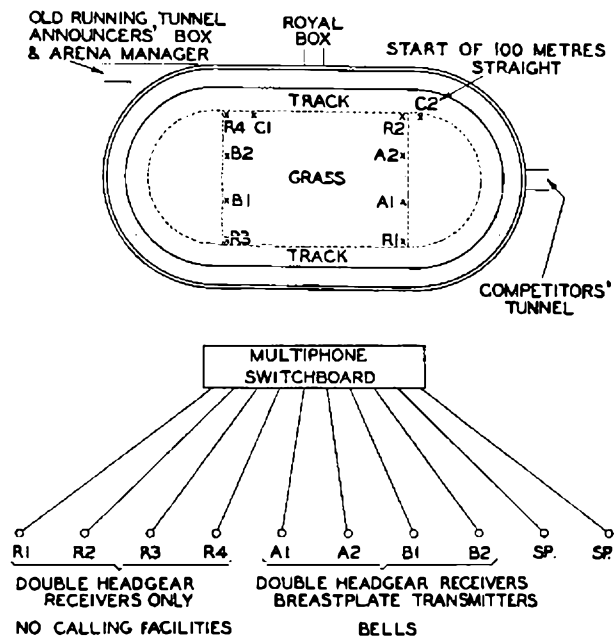 OLD RUNNING TUNNEL
ANNOUNCERS' BOX
& ARENA MANAGER
ROYAL
BOX
START OF 100 METRES
STRAIGHT
TRACK
C2
R4
C1
R2
B2
A2
GRASS
B1
A1
R3
R1
TRACK
COMPETITORS'
TUNNEL
MULTIPHONE
SWITCHBOARD
R1 R2 R3 R4 A1 A2 B1 B2 SP. SP.
DOUBLE HEADGEAR
RECEIVERS ONLY
NO CALLING FACILITIES
DOUBLE HEADGEAR RECEIVERS
BREASTPLATE TRANSMITTERS
BELLS